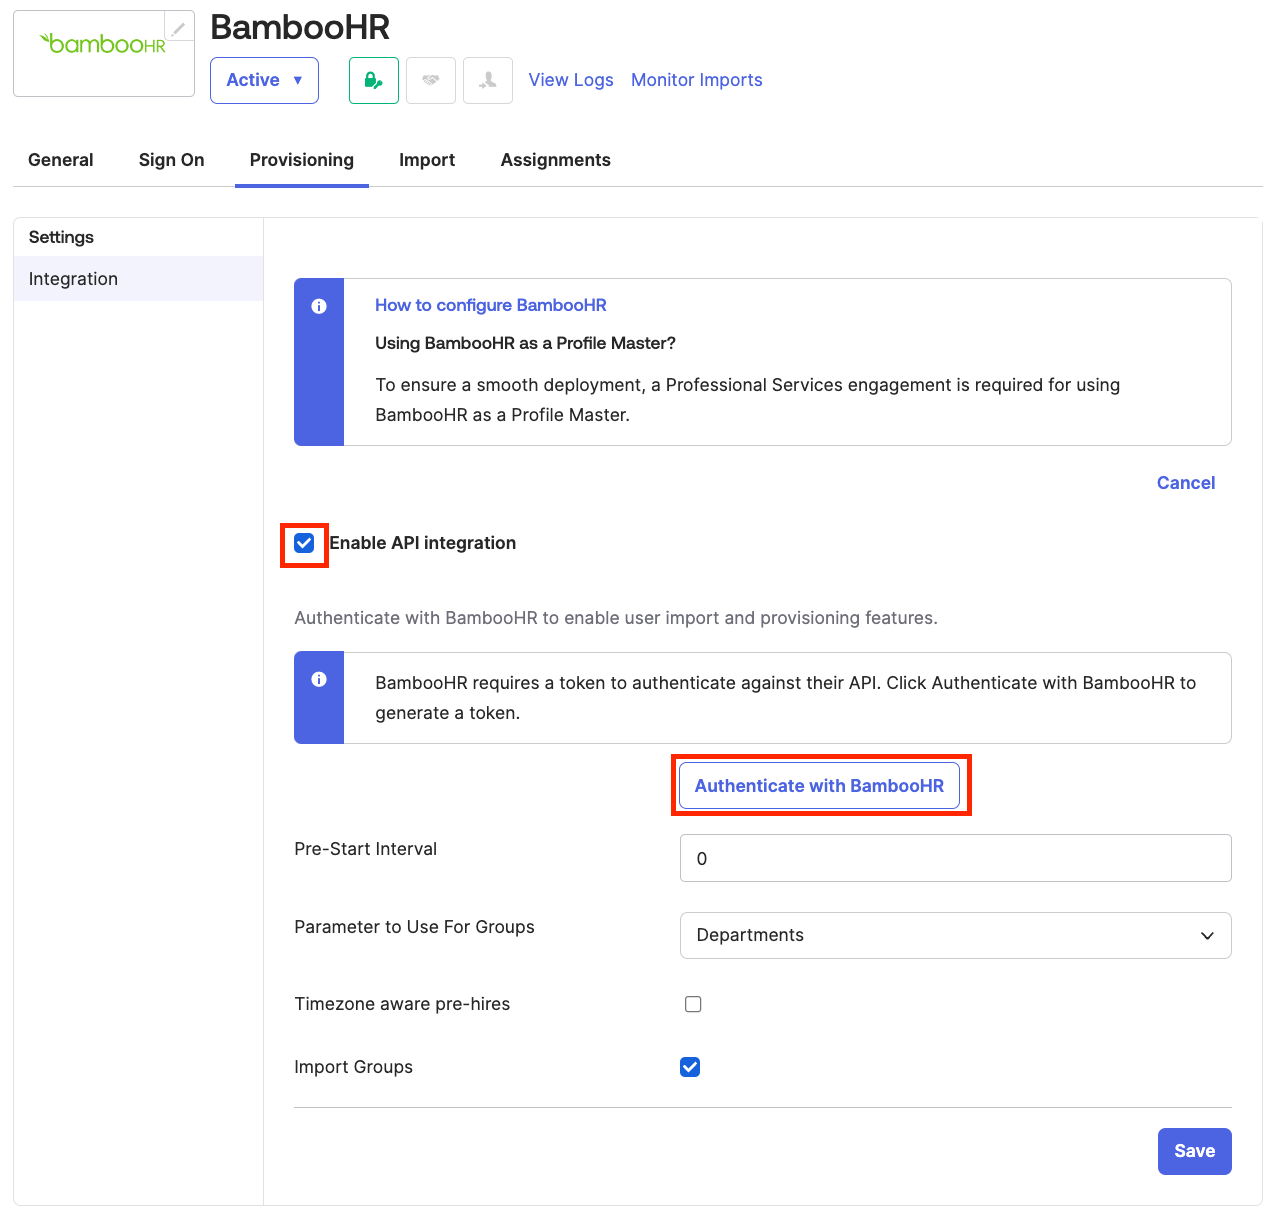 bambooHR
BambooHR
Active
View Logs
Monitor Imports
General
Sign On
Provisioning
Import
Assignments
Settings
Integration
How to configure BambooHR
Using BambooHR as a Profile Master?
To ensure a smooth deployment, a Professional Services engagement is required for using
BambooHR as a Profile Master.
Cancel
Enable API integration
Authenticate with BambooHR to enable user import and provisioning features.
BambooHR requires a token to authenticate against their API. Click Authenticate with BambooHR to
generate a token.
Authenticate with BambooHR
Pre-Start Interval
0
Parameter to Use For Groups
Departments
Timezone aware pre-hires
Import Groups
Save